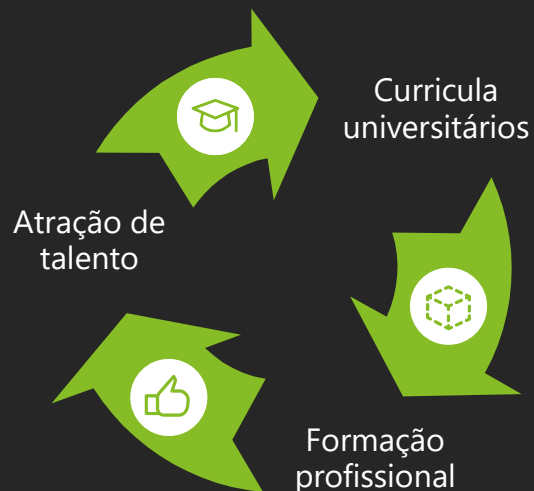 Curricula
universitários
Atração de
talento
Formação
profissional